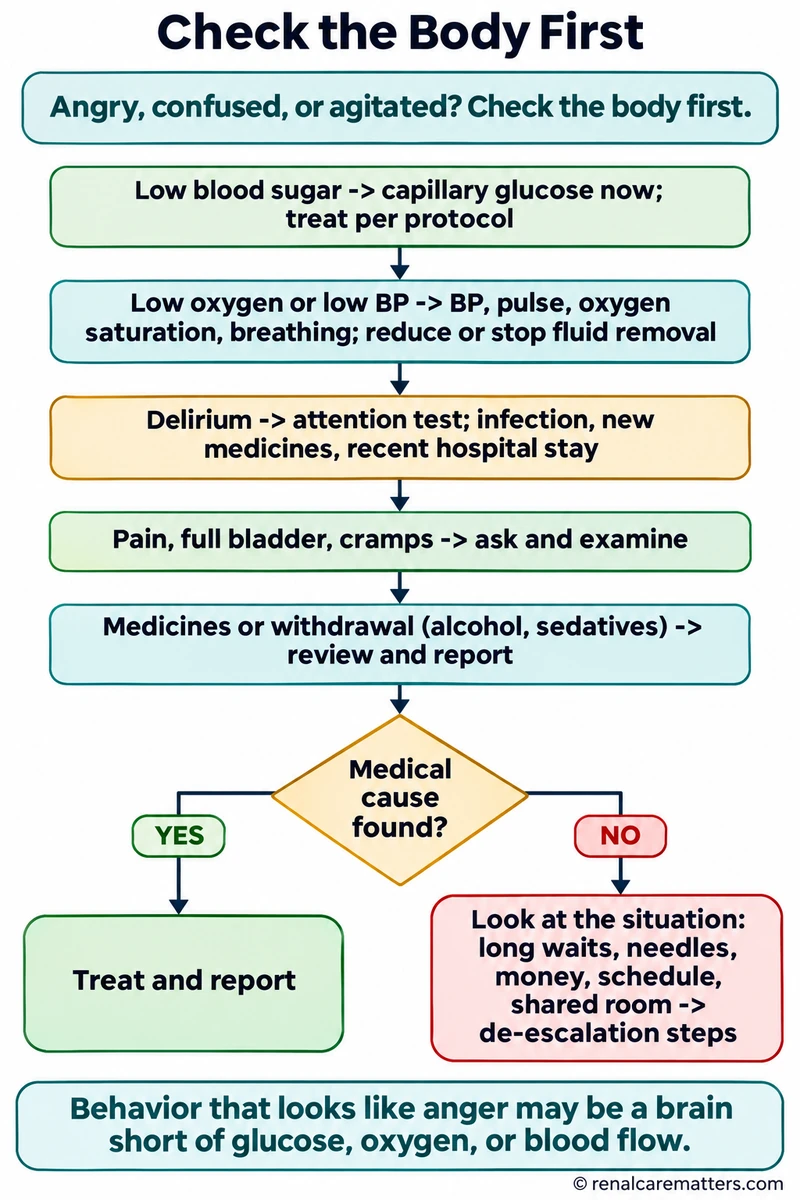 Check the Body First
Angry, confused, or agitated? Check the body first.
Low blood sugar -> capillary glucose now;
treat per protocol
Low oxygen or low BP -> BP, pulse, oxygen
saturation, breathing; reduce or stop fluid removal
Delirium -> attention test; infection, new
medicines, recent hospital stay
Pain, full bladder, cramps -> ask and examine
Medicines or withdrawal (alcohol, sedatives) ->
review and report
Medical
cause
found?
YES
NO
Treat and report
Look at the situation:
long waits, needles,
money, schedule,
shared room ->
de-escalation steps
Behavior that looks like anger may be a brain
short of glucose, oxygen, or blood flow.
© renalcarematters.com